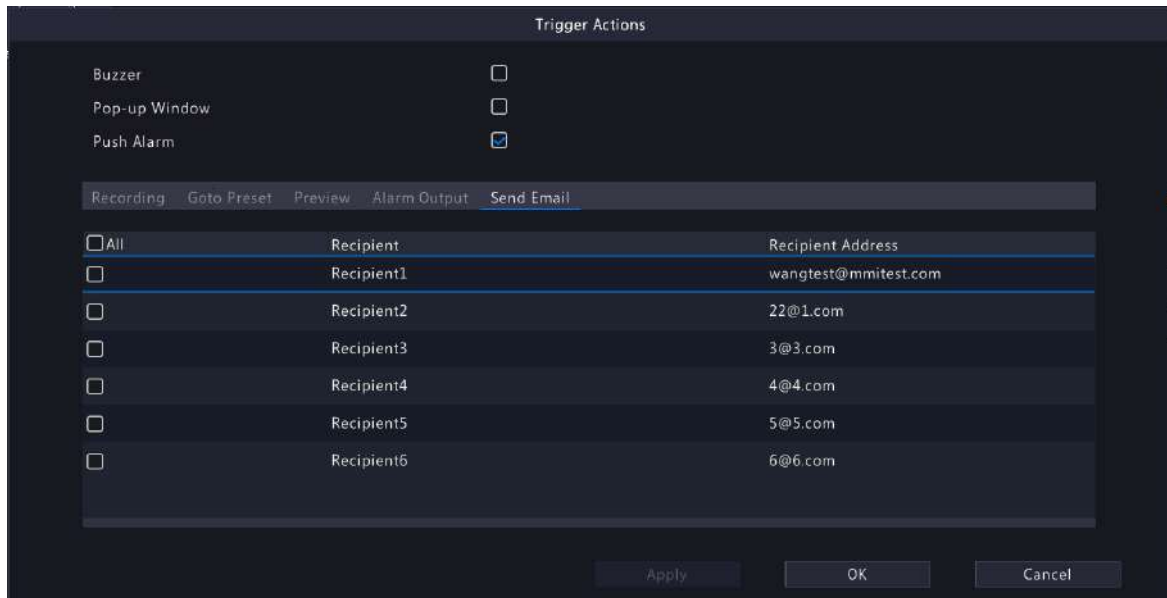 Trigger Actions
Buzzer
Pop-up Window
Push Alarm
Recording Goto Preset Preview Alarm Output Send Email
All Recipient Recipient Address
Recipient1 wangtest@mmitest.com
Recipient2 22@1.com
Recipient3 3@3.com
Recipient4 4@4.com
Recipient5 5@5.com
Recipient6 6@6.com
Apply OK Cancel